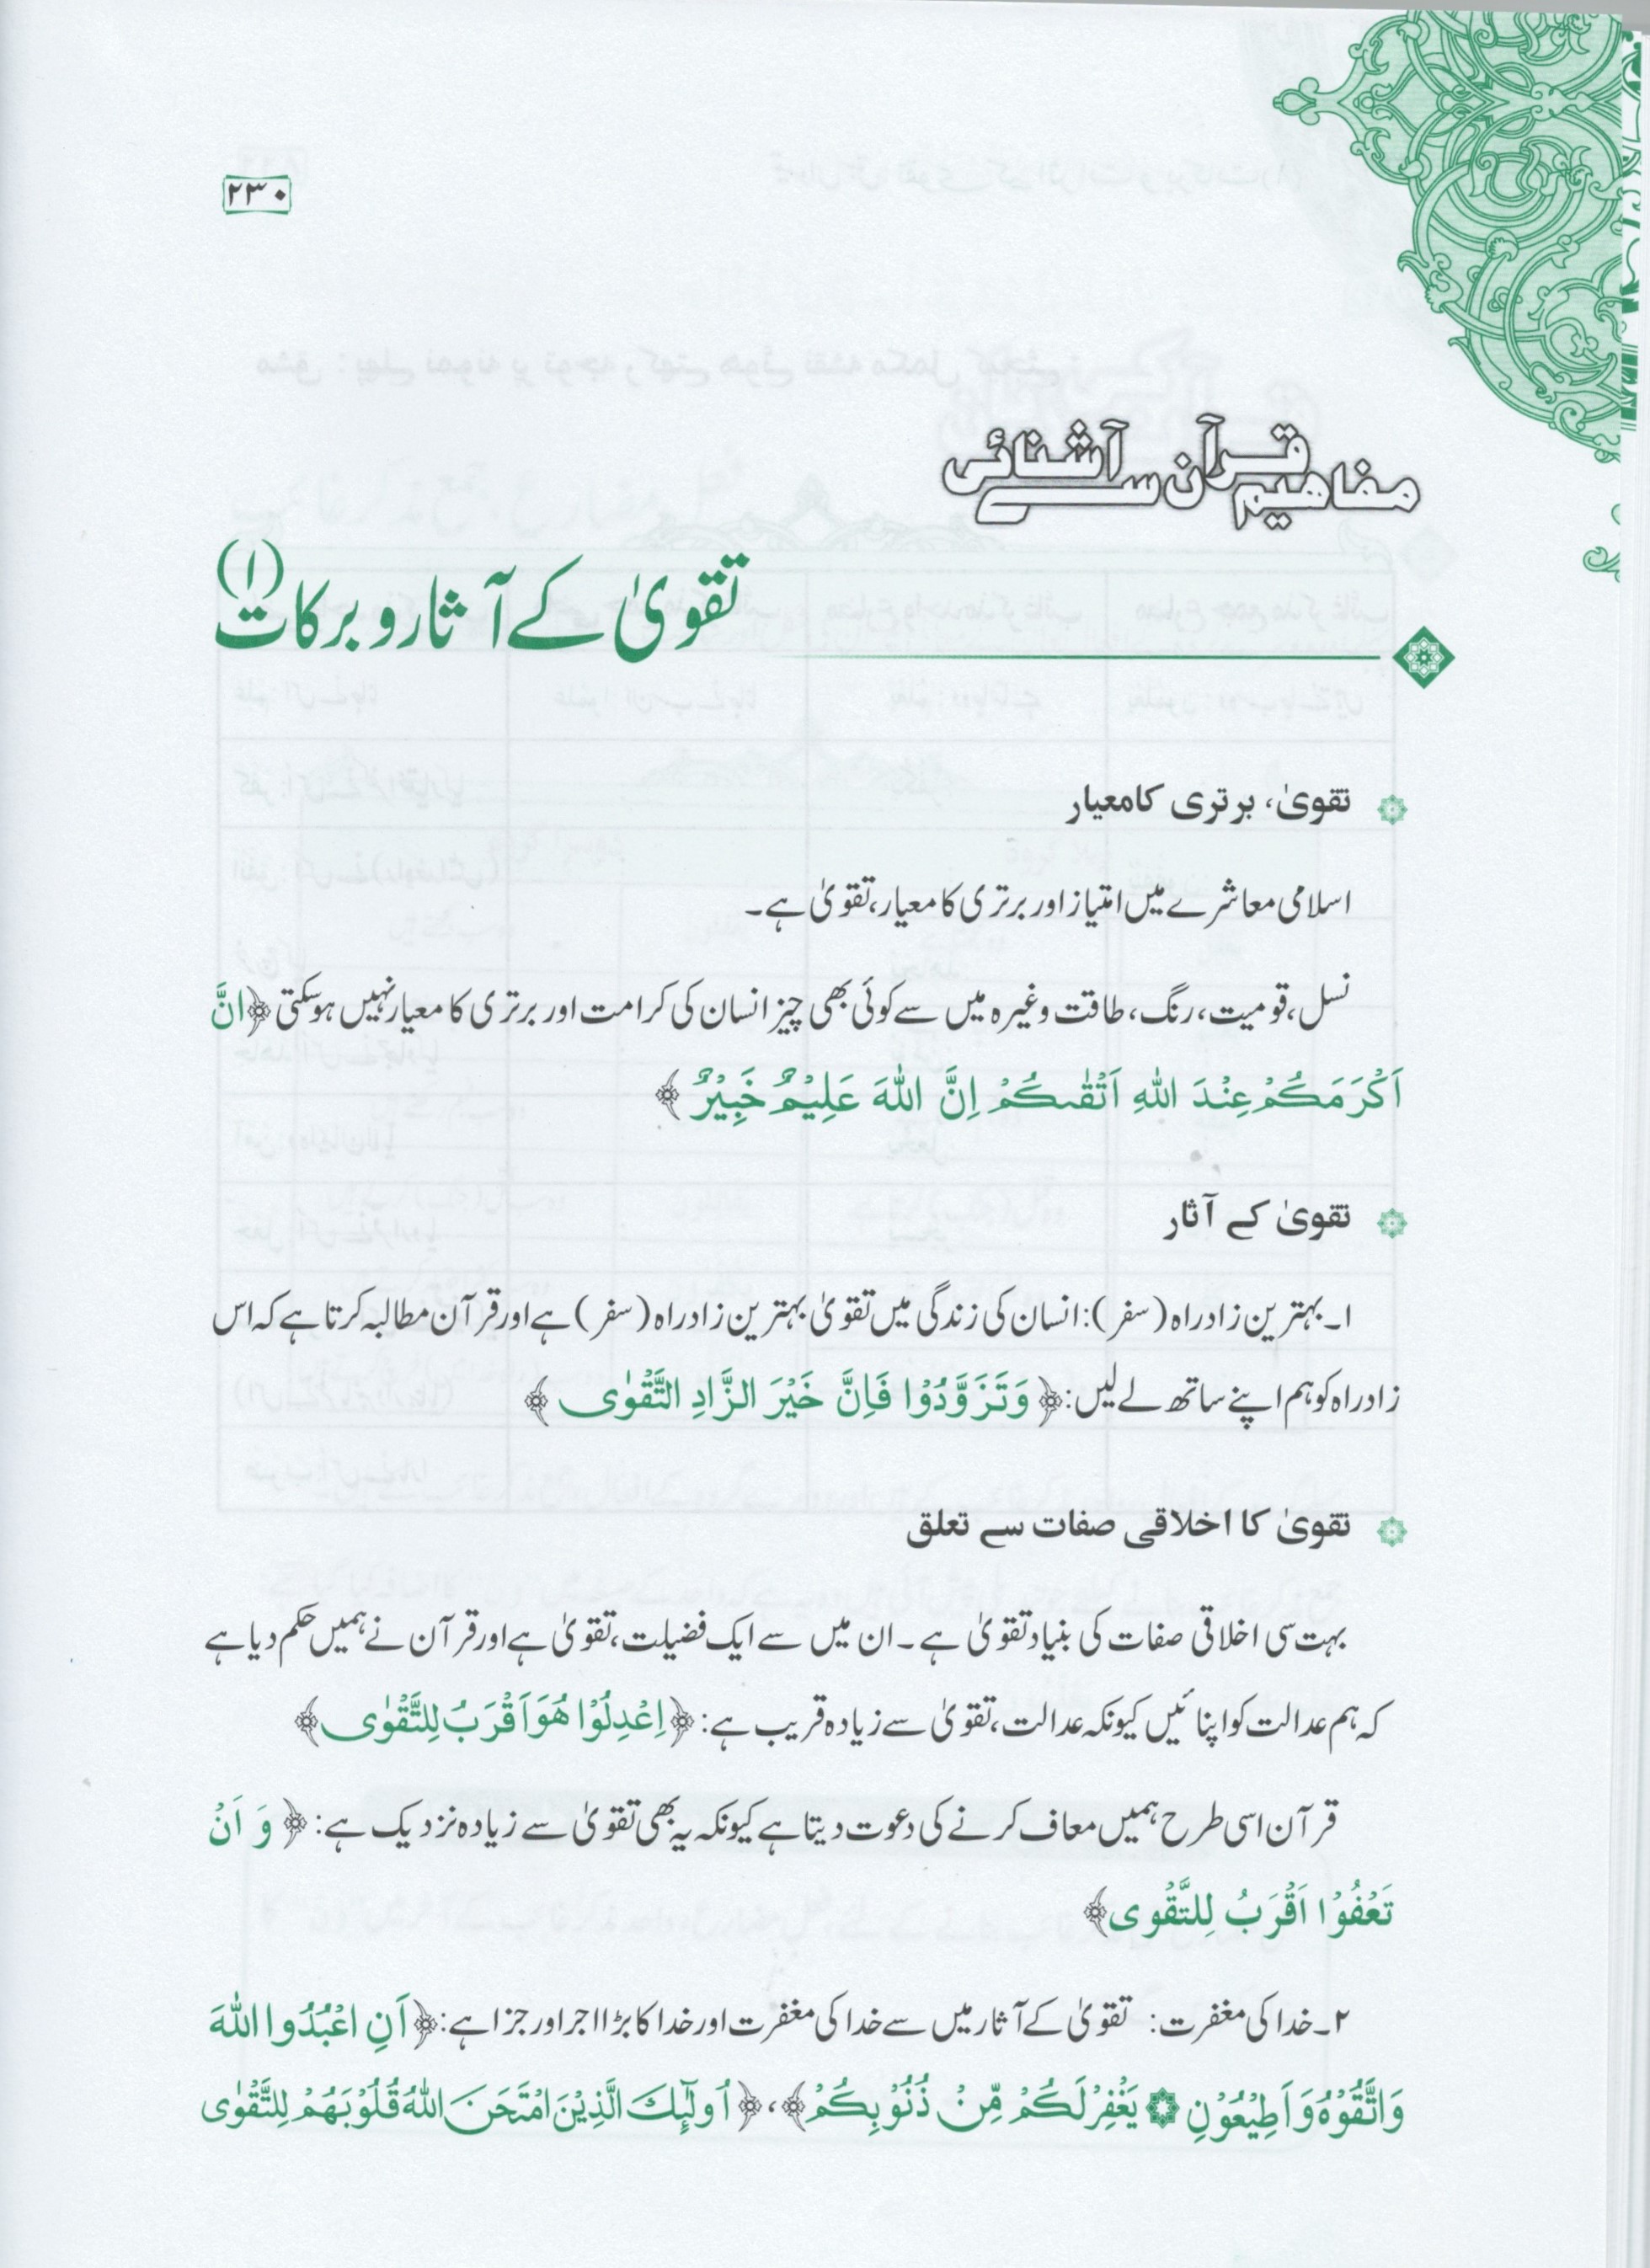 ۲۳۰
مفاهیم قرآن سے آشنائی
تقویٰ کے آثار و برکات (۱)
تقویٰ، برتری کا معیار
اسلامی معاشرے میں امتیاز اور برتری کا معیار، تقویٰ ہے۔
نسل، قومیت، رنگ، طاقت وغیرہ میں سے کوئی بھی چیز انسان کی کرامت اور برتری کا معیار نہیں ہو سکتی ﴿انَّ
اَکْرَمَکُمْ عِنْدَ اللّٰہِ اَتْقٰىکُمْ اِنَّ اللّٰہَ عَلِیْمٌ خَبِیْرٌ﴾
تقویٰ کے آثار
۱۔ بہترین زادراہ (سفر): انسان کی زندگی میں تقویٰ بہترین زادراہ (سفر) ہے اور قرآن مطالبہ کرتا ہے کہ اس
زادراہ کو ہم اپنے ساتھ لے لیں: ﴿وَتَزَوَّدُوْا فَاِنَّ خَیْرَ الزَّادِ التَّقْوٰی﴾
تقویٰ کا اخلاقی صفات سے تعلق
بہت سی اخلاقی صفات کی بنیاد تقویٰ ہے۔ ان میں سے ایک فضیلت، تقویٰ ہے اور قرآن نے ہمیں حکم دیا ہے
کہ ہم عدالت کو اپنائیں کیونکہ عدالت، تقویٰ سے زیادہ قریب ہے: ﴿اِعْدِلُوْا هُوَ اَقْرَبُ لِلتَّقْوٰی﴾
قرآن اسی طرح ہمیں معاف کرنے کی دعوت دیتا ہے کیونکہ یہ بھی تقویٰ سے زیادہ نزدیک ہے: ﴿وَ اَنْ
تَعْفُوْا اَقْرَبُ لِلتَّقْوی﴾
۲۔ خدا کی مغفرت: تقویٰ کے آثار میں سے خدا کی مغفرت اور خدا کا بڑا اجر اور جزا ہے: ﴿اَنِ اعْبُدُوا اللّٰہَ
وَاتَّقُوْہُ وَ اَطِیْعُوْنِ ۞ یَغْفِرْ لَکُمْ مِّنْ ذُنُوْبِکُمْ﴾، ﴿اُولٰٓئِكَ الَّذِیْنَ امْتَحَنَ اللّٰہُ قُلُوْبَهُمْ لِلتَّقْوٰی